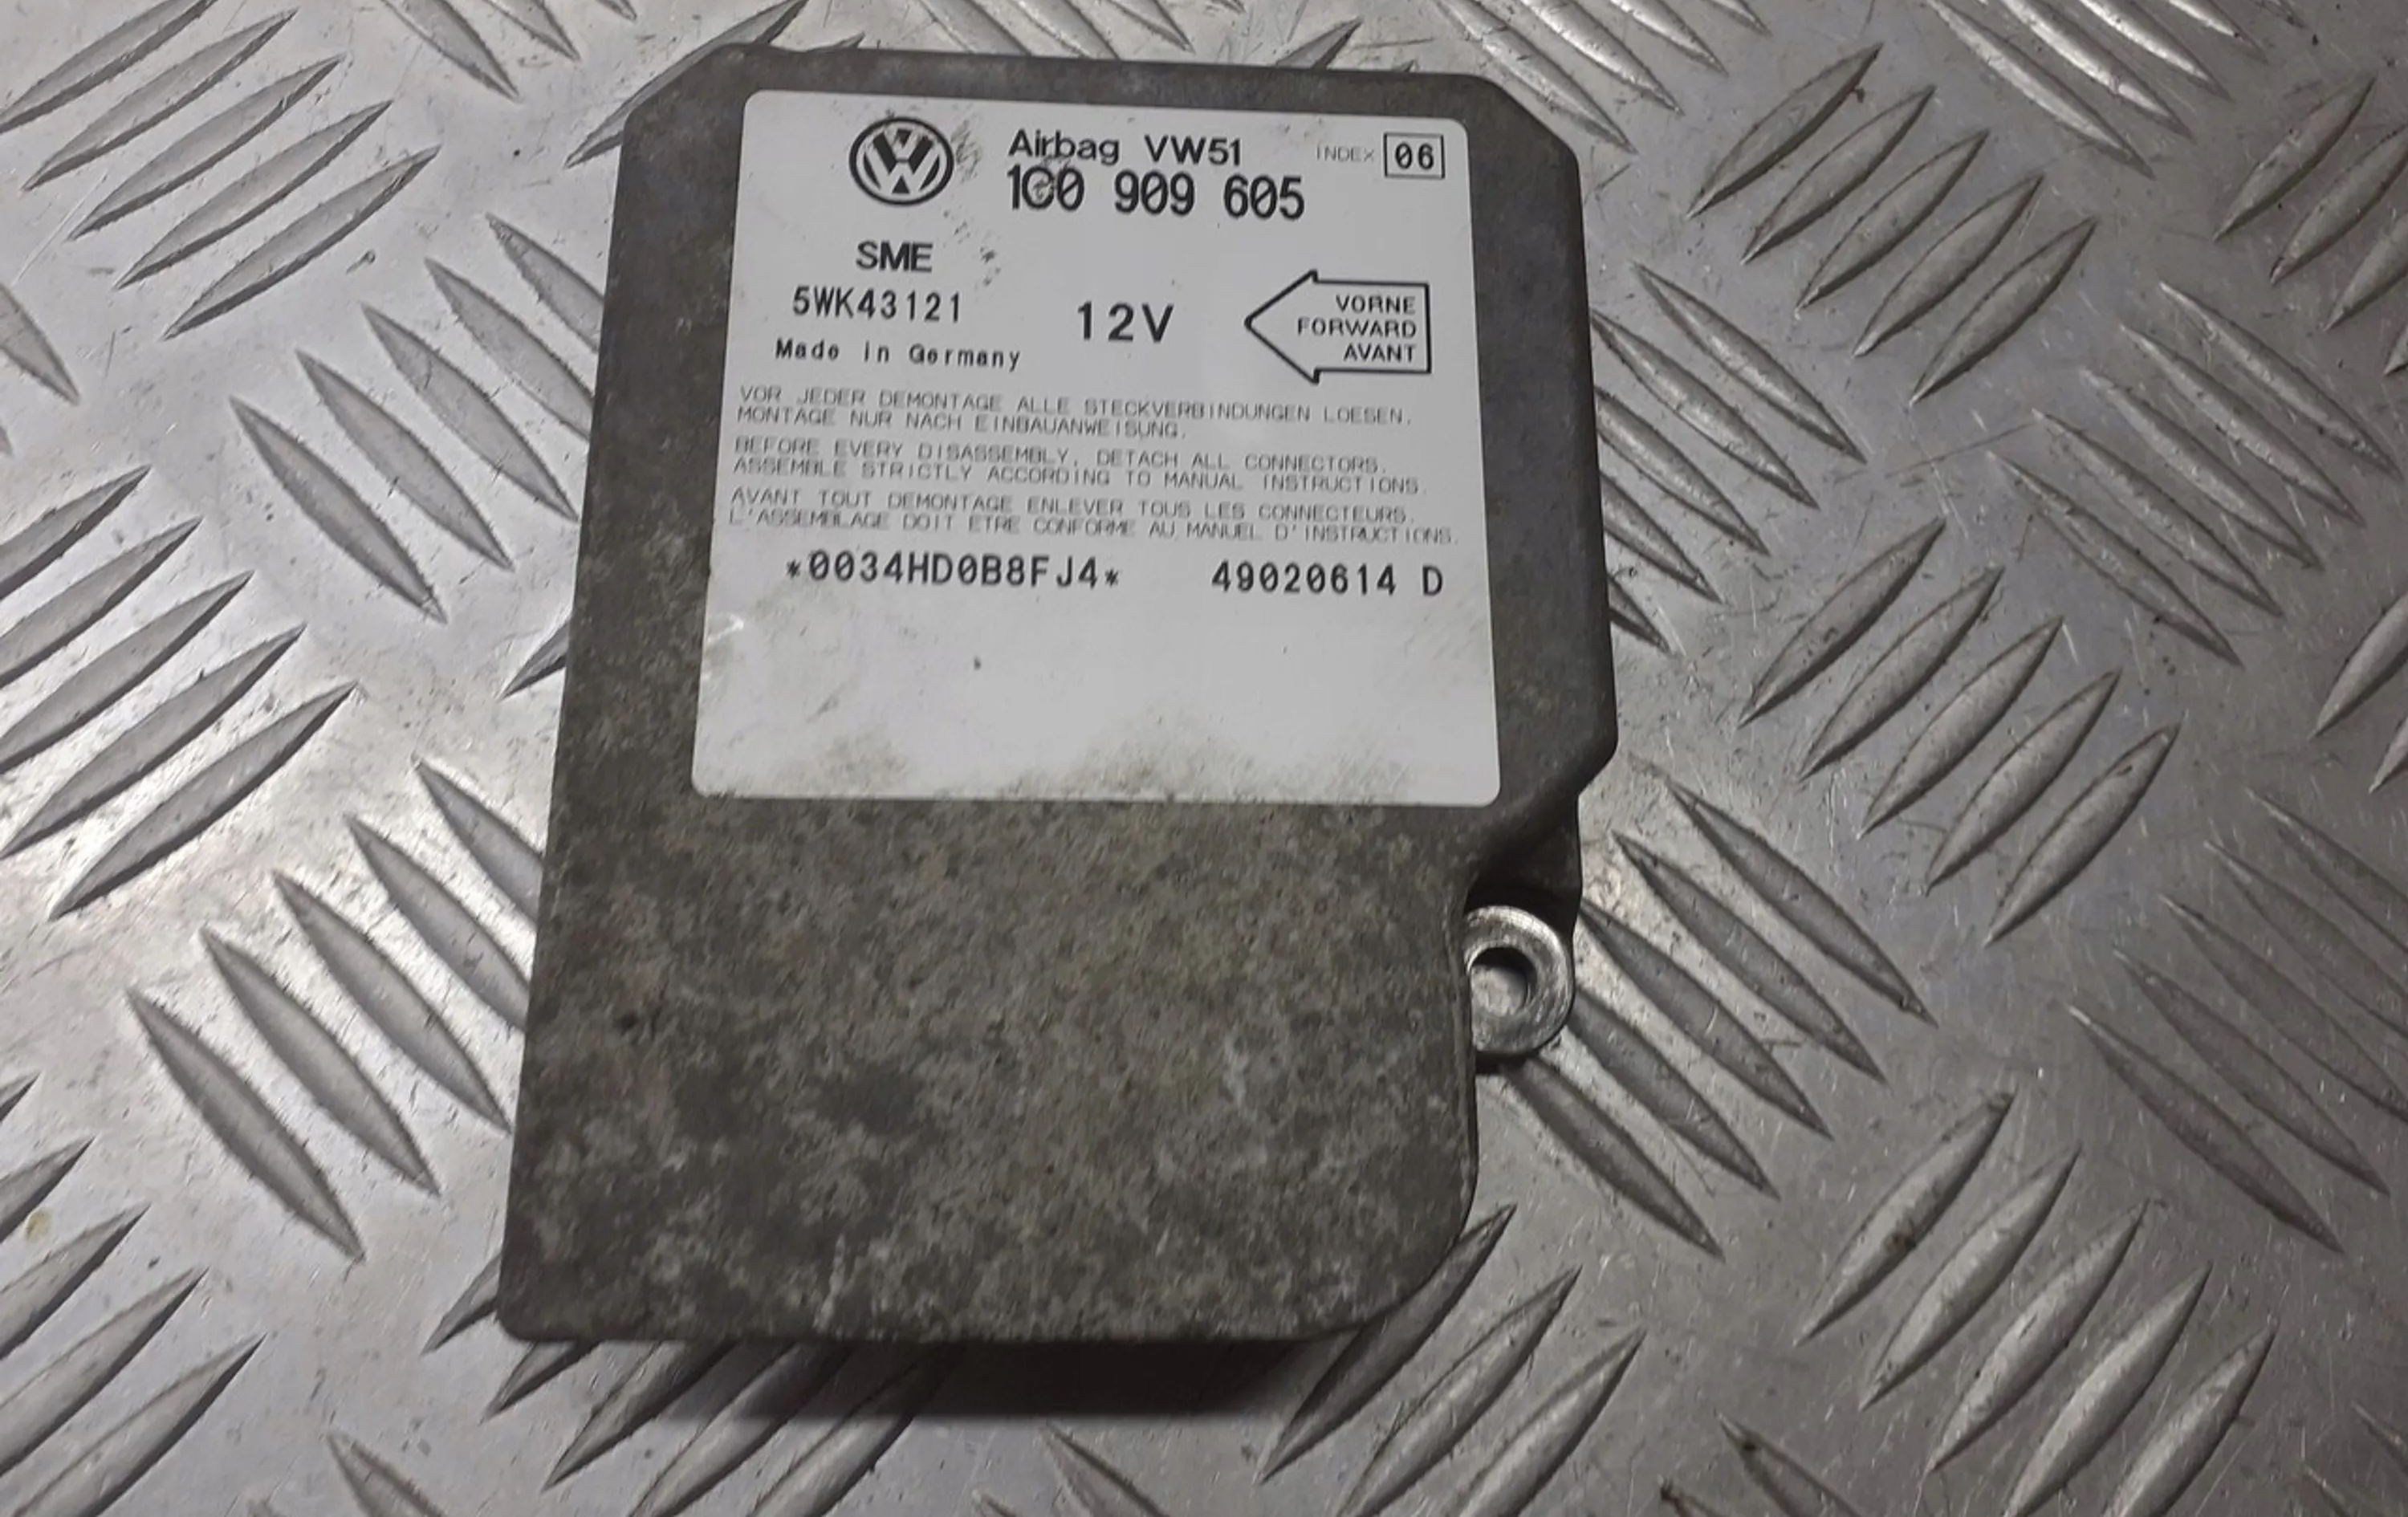 Airbag VW51
INDEX 06
1C0 909 605
SME
5WK43121
12V
Made in Germany
VORNE
FORWARD
AVANT
VOR JEDER DEMONTAGE ALLE STECKVERBINDUNGEN LOESEN.
MONTAGE NUR NACH EINBAUANWEISUNG.
BEFORE EVERY DISASSEMBLY, DETACH ALL CONNECTORS.
ASSEMBLE STRICTLY ACCORDING TO MANUAL INSTRUCTIONS.
AVANT TOUT DEMONTAGE ENLEVER TOUS LES CONNECTEURS.
L'ASSEMBLAGE DOIT ETRE CONFORME AU MANUEL D'INSTRUCTIONS.
*0034HD0B8FJ4* 49020614 D